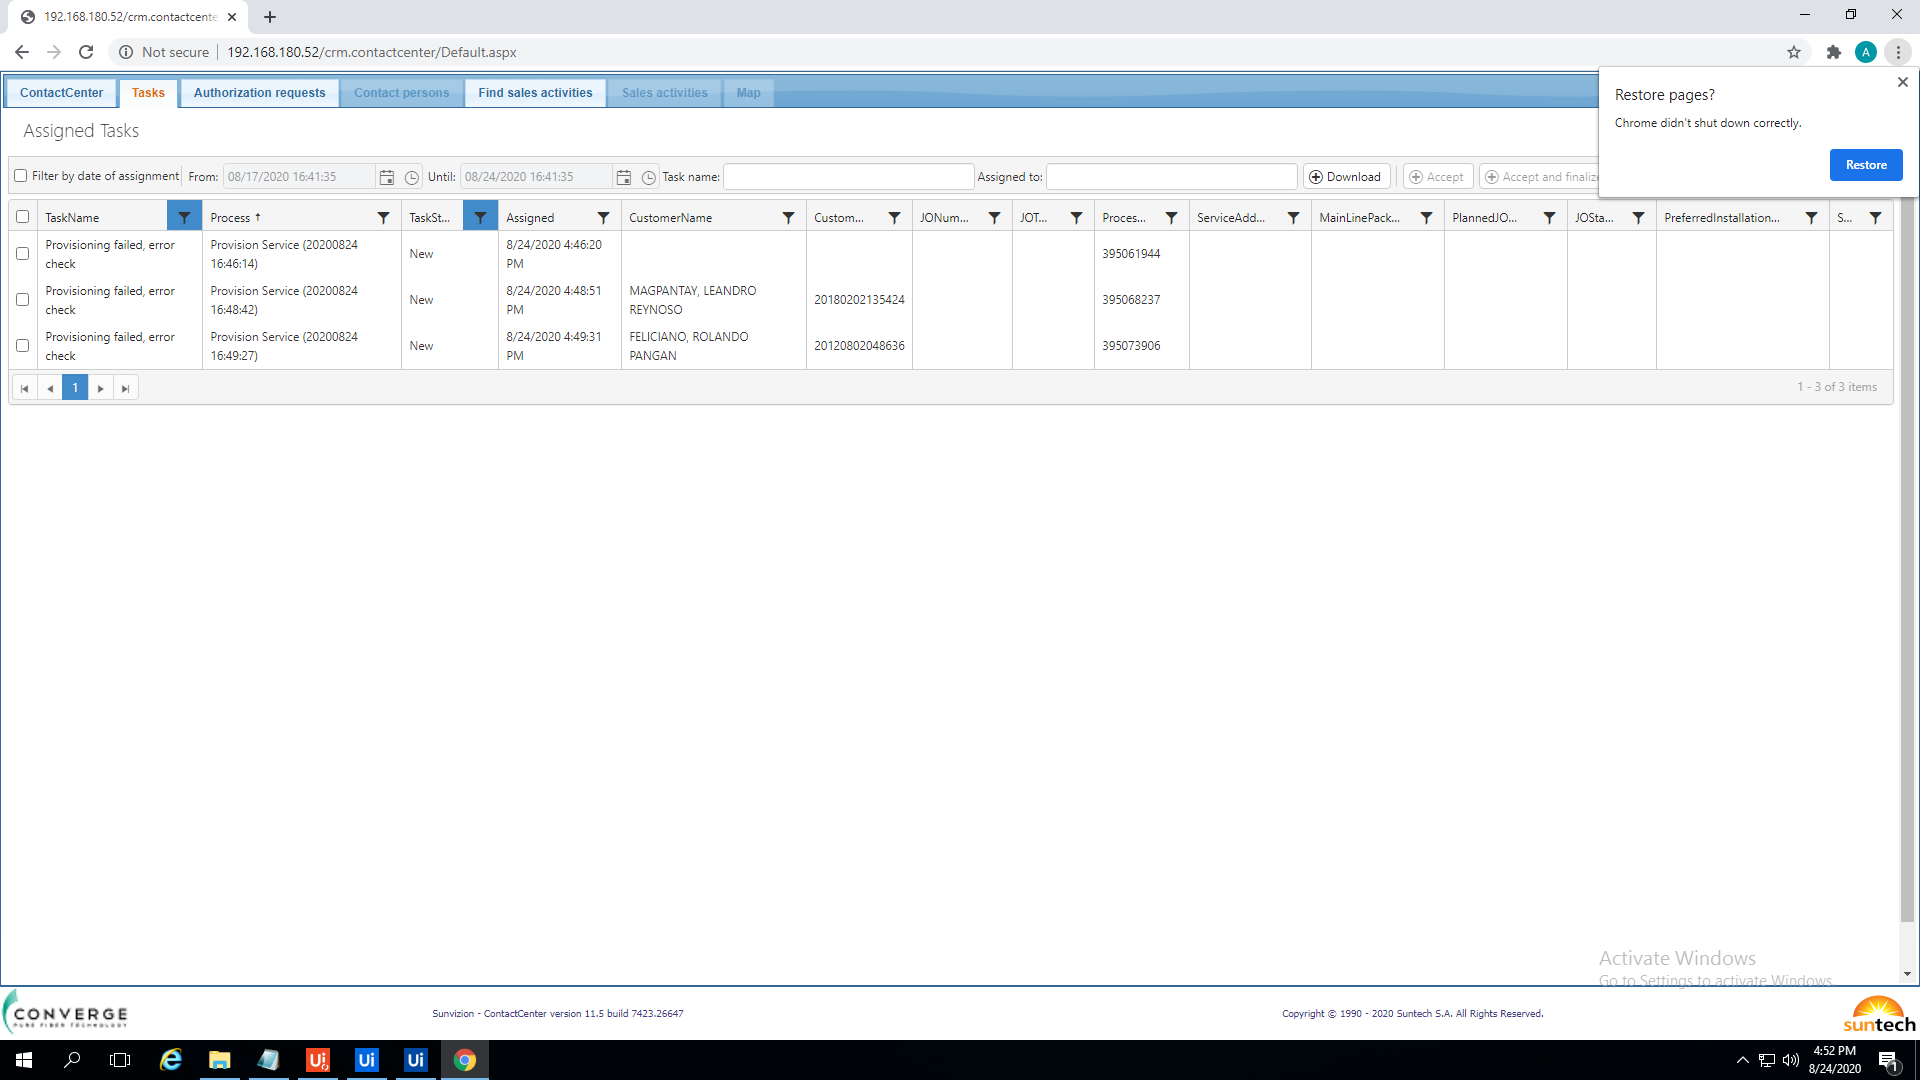 192.168.180.52/crm.contactcente
Not secure
192.168.180.52/crm.contactcenter/Default.aspx
A
ContactCenter
Tasks
Authorization requests
Contact persons
Find sales activities
Sales activities
Map
Restore pages?
Chrome didn't shut down correctly.
Restore
Assigned Tasks
Filter by date of assignment
From:
08/17/2020 16:41:35
Until:
08/24/2020 16:41:35
Task name:
Assigned to:
Download
Accept
Accept and finalize
TaskName
Process ↑
TaskSt...
Assigned
CustomerName
Custom...
JONum...
JOT...
Proces...
ServiceAdd...
MainLinePack...
PlannedJO...
JOSta...
PreferredInstallation...
S...
Provisioning failed, error
check
Provision Service (20200824
16:46:14)
New
8/24/2020 4:46:20
PM
395061944
Provisioning failed, error
check
Provision Service (20200824
16:48:42)
New
8/24/2020 4:48:51
PM
MAGPANTAY, LEANDRO
REYNOSO
20180202135424
395068237
Provisioning failed, error
check
Provision Service (20200824
16:49:27)
New
8/24/2020 4:49:31
PM
FELICIANO, ROLANDO
PANGAN
20120802048636
395073906
1
1 - 3 of 3 items
Activate Windows
Go to Settings to activate Windows.
CONVERGE
PURE FIBER TECHNOLOGY
Sunvizion - ContactCenter version 11.5 build 7423.26647
Copyright © 1990 - 2020 Suntech S.A. All Rights Reserved.
suntech
Ui
Ui
Ui
4:52 PM
8/24/2020
1